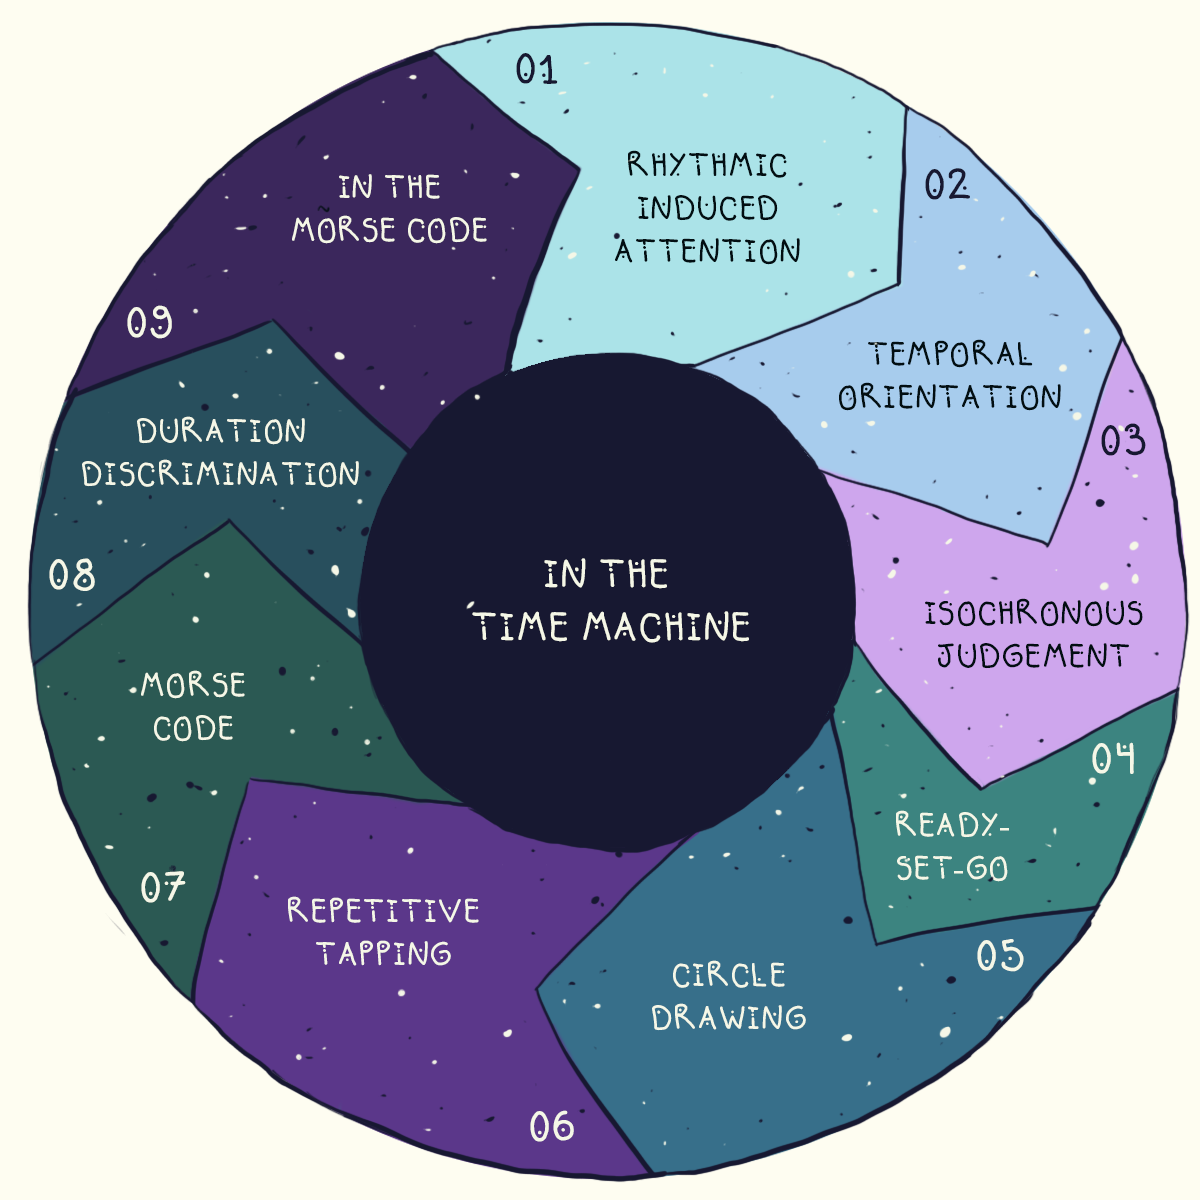 01
RHYTHMIC
INDUCED
ATTENTION
02
TEMPORAL
ORIENTATION
03
ISOCHRONOUS
JUDGEMENT
04
READY-
SET-GO
05
CIRCLE
DRAWING
06
REPETITIVE
TAPPING
07
MORSE
CODE
08
DURATION
DISCRIMINATION
09
IN THE
MORSE CODE
IN THE
TIME MACHINE